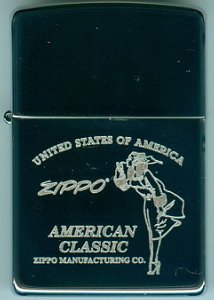 UNITED STATES OF AMERICA
ZIPPO®
AMERICAN
CLASSIC
ZIPPO MANUFACTURING CO.